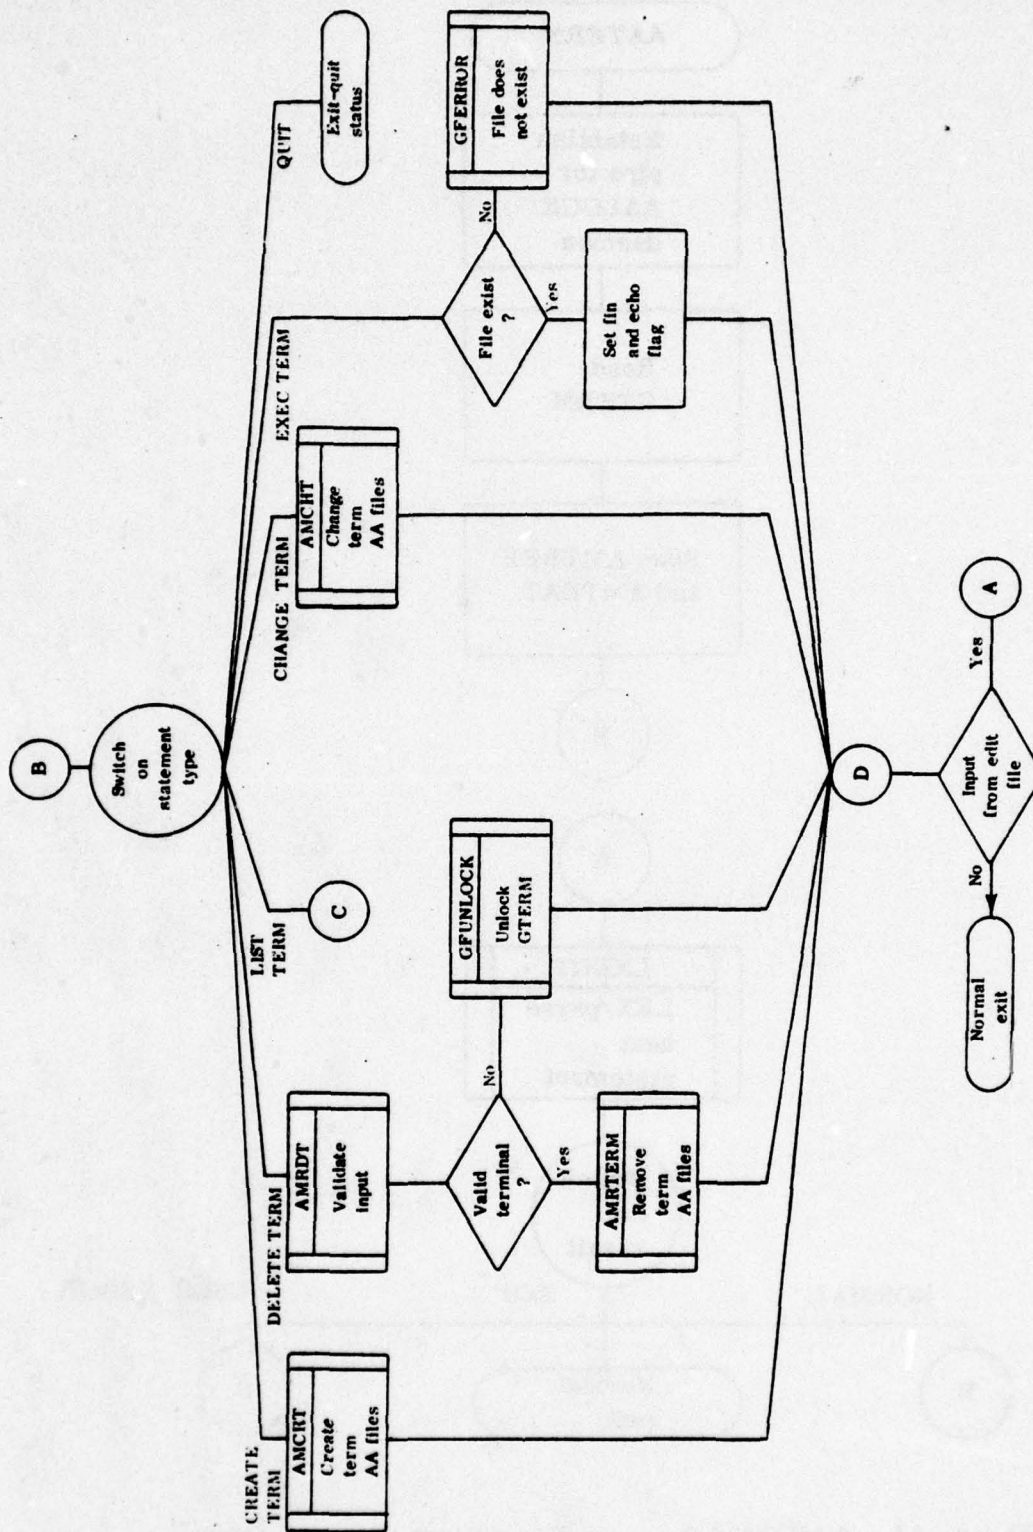 B
Switch
on
statement
type
CREATE
TERM
AMCRT
Create
term
AA files
DELETE TERM
AMRDT
Validate
input
Valid
terminal
?
No
Yes
AMRTERM
Remove
term
AA files
GFUNLOCK
Unlock
GTERM
LIST
TERM
C
CHANGE TERM
AMCHT
Change
term
AA files
EXEC TERM
File exist
?
No
Yes
GFERROR
File does
not exist
Set fin
and echo
flag
QUIT
Exit-quit
status
D
Input
from edit
file
No
Yes
Normal
exit
A